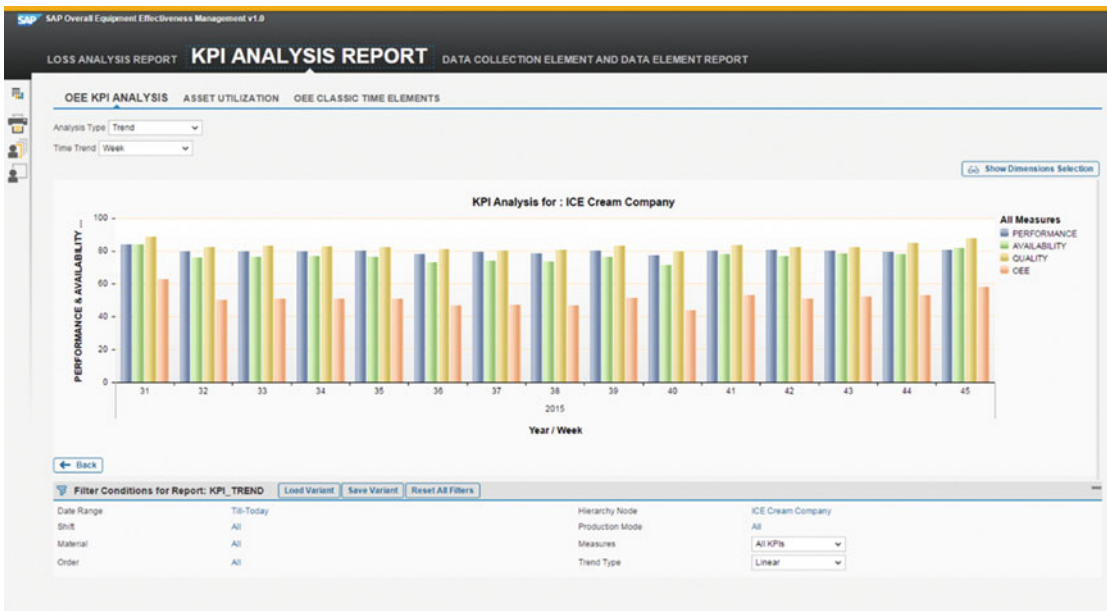 SAP SAP Overall Equipment Effectiveness Management v1.0
LOSS ANALYSIS REPORT KPI ANALYSIS REPORT DATA COLLECTION ELEMENT AND DATA ELEMENT REPORT
OEE KPI ANALYSIS ASSET UTILIZATION OEE CLASSIC TIME ELEMENTS
Analysis Type Trend
Time Trend Week
Show Dimensions Selection
KPI Analysis for : ICE Cream Company
PERFORMANCE & AVAILABILITY ...
100
80
60
40
20
0
31 32 33 34 35 36 37 38 39 40 41 42 43 44 45
2015
Year / Week
All Measures
PERFORMANCE
AVAILABILITY
QUALITY
OEE
Back
Filter Conditions for Report: KPI_TREND Load Variant Save Variant Reset All Filters
Date Range Till-Today Hierarchy Node ICE Cream Company
Shift All Production Mode All
Material All Measures All KPIs
Order All Trend Type Linear